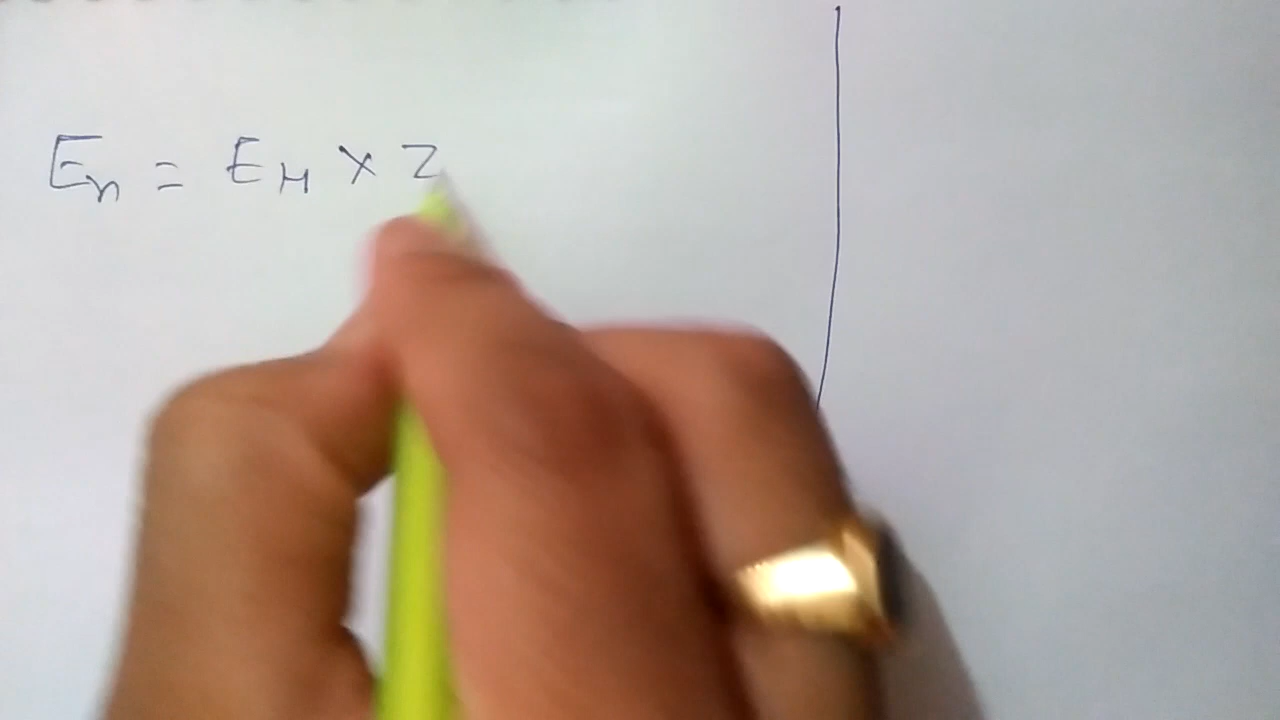 En = EH × Z